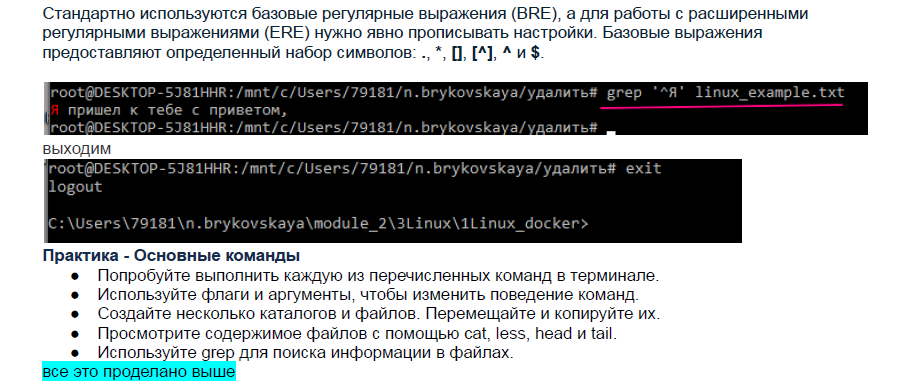 Стандартно используются базовые регулярные выражения (BRE), а для работы с расширенными
регулярными выражениями (ERE) нужно явно прописывать настройки. Базовые выражения
предоставляют определенный набор символов: ., *, [], [^], ^ и $.
root@DESKTOP-5J81HHR:/mnt/c/Users/79181/n.brykovskaya/удалить# grep '^Я' linux_example.txt
Я пришел к тебе с приветом,
root@DESKTOP-5J81HHR:/mnt/c/Users/79181/n.brykovskaya/удалить#
выходим
root@DESKTOP-5J81HHR:/mnt/c/Users/79181/n.brykovskaya/удалить# exit
logout
C:\Users\79181\n.brykovskaya\module_2\3Linux\1Linux_docker>
Практика - Основные команды
● Попробуйте выполнить каждую из перечисленных команд в терминале.
● Используйте флаги и аргументы, чтобы изменить поведение команд.
● Создайте несколько каталогов и файлов. Перемещайте и копируйте их.
● Просмотрите содержимое файлов с помощью cat, less, head и tail.
● Используйте grep для поиска информации в файлах.
все это проделано выше